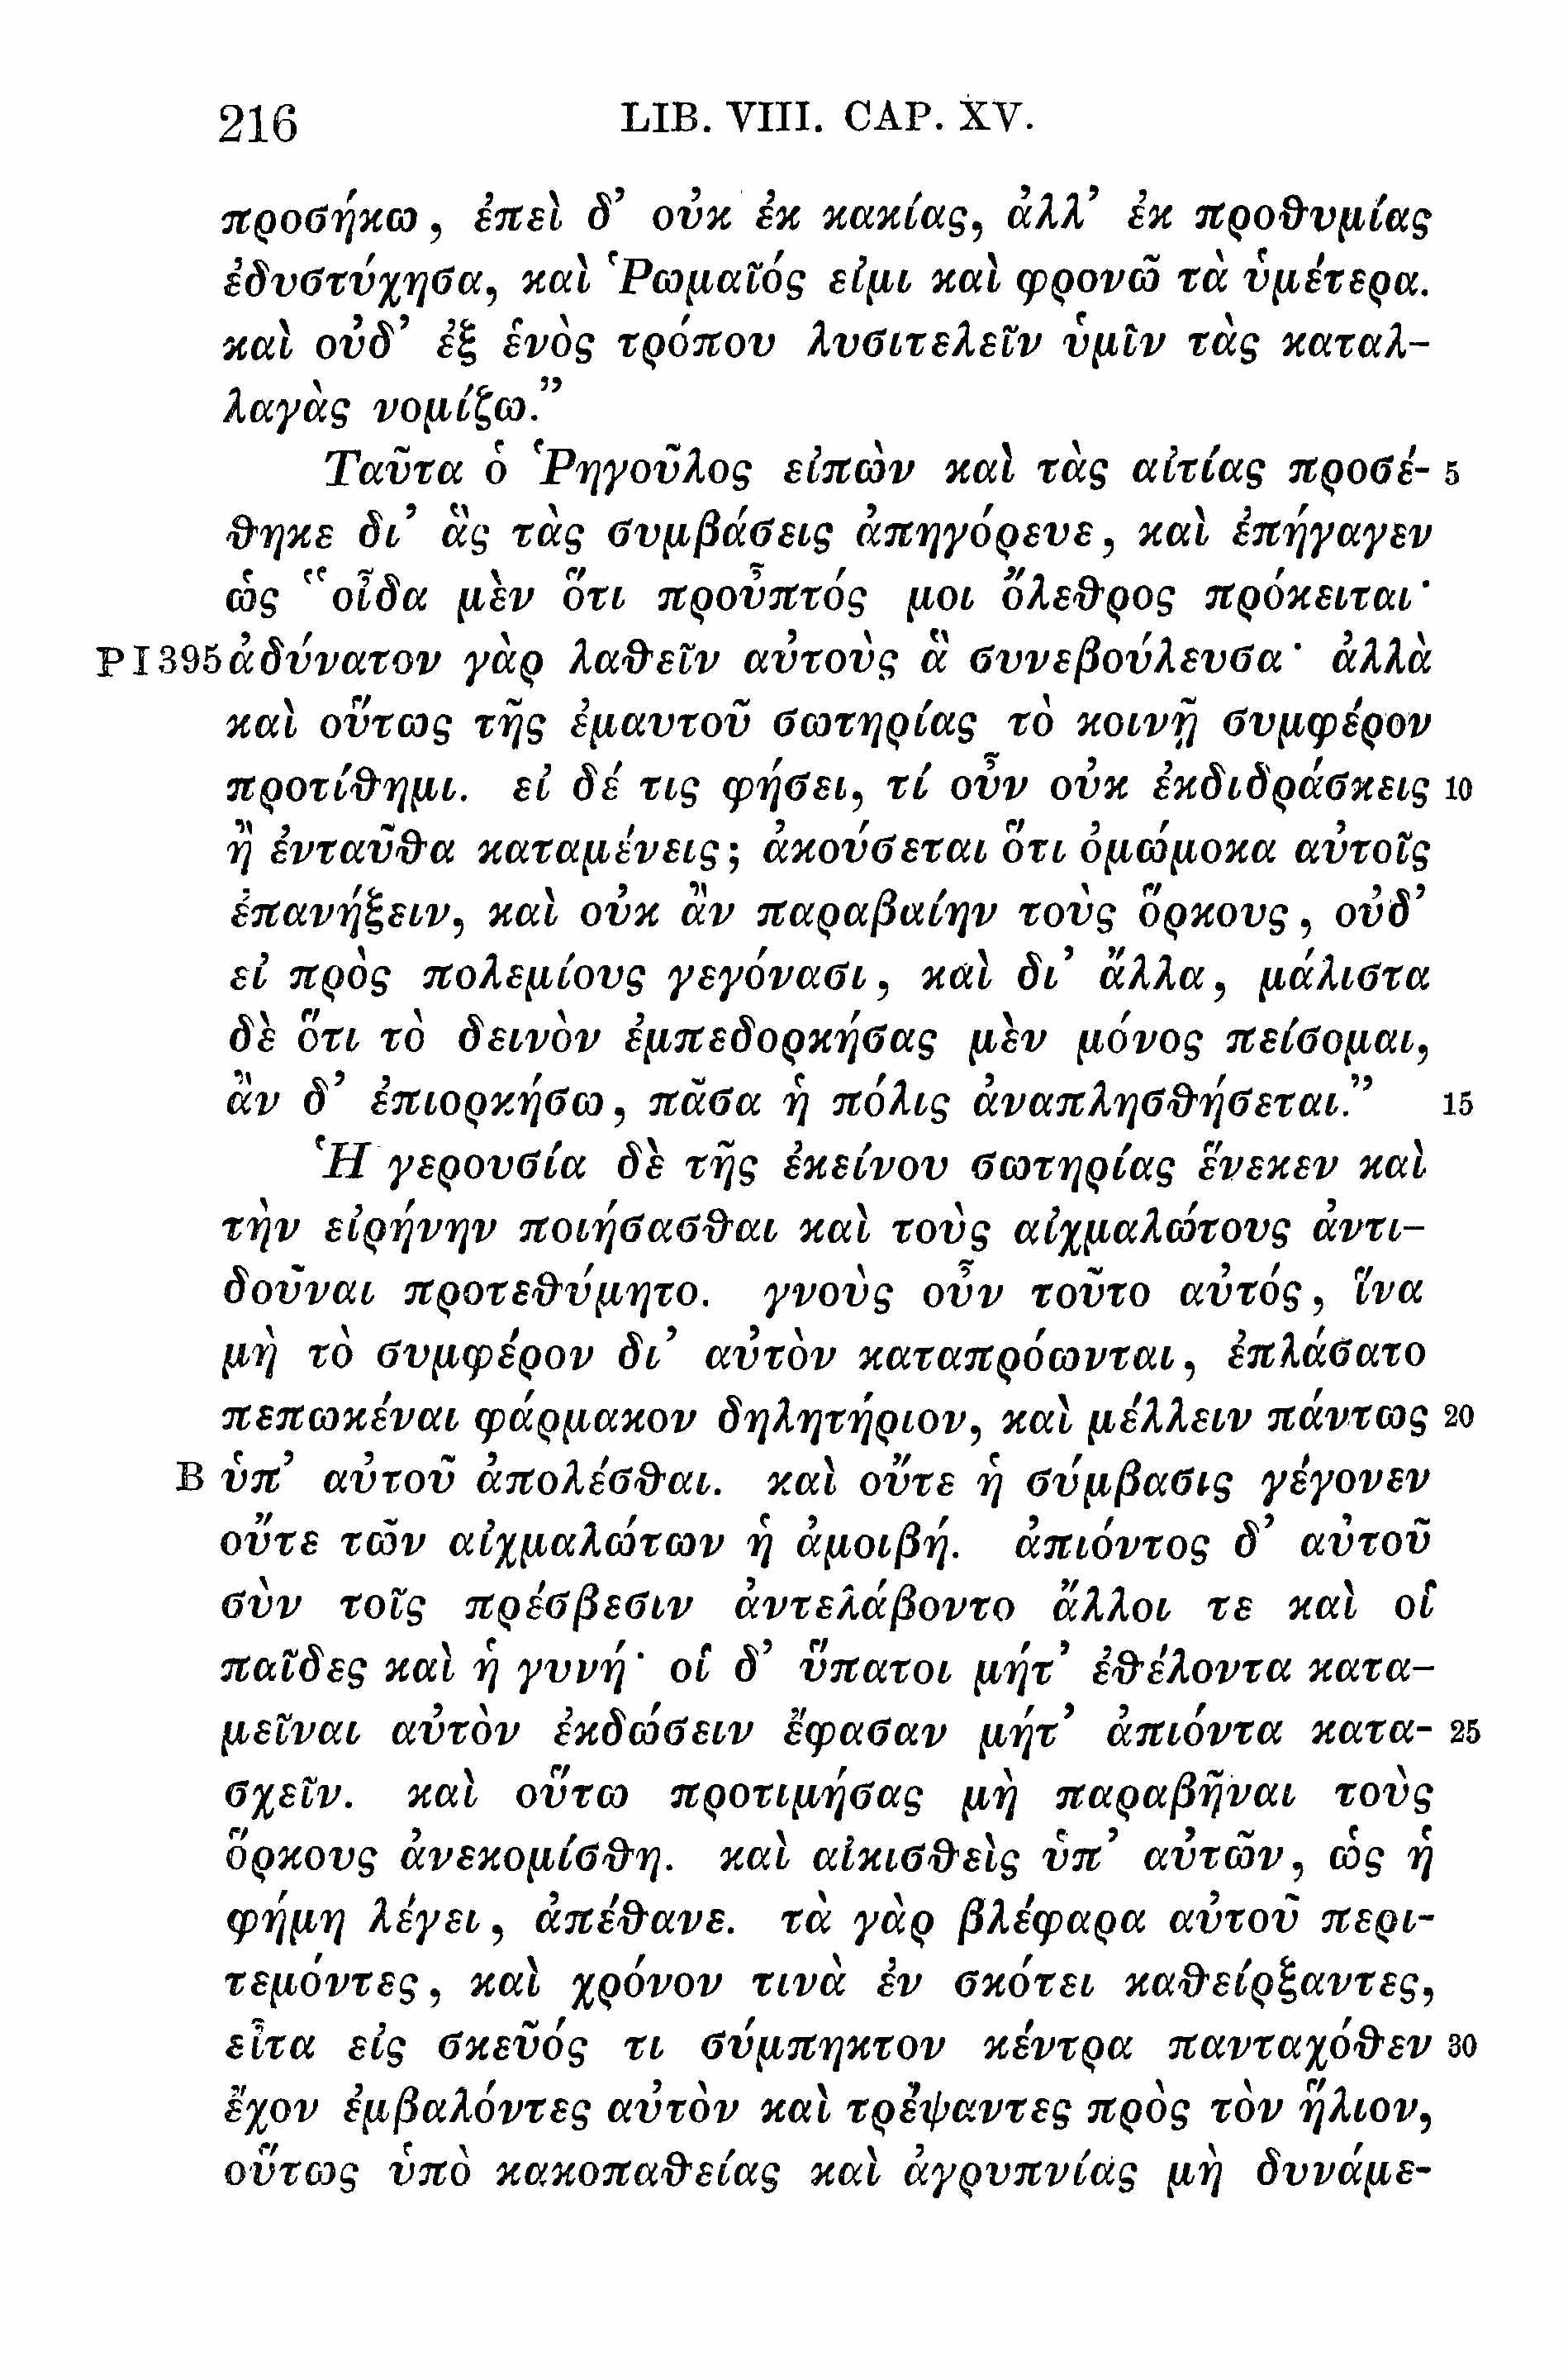 216 LIB. VIII. CAP. XV.
προσήκω, ἐπεὶ δ’ οὐκ ἐκ κακίας, ἀλλ’ ἐκ προθυμίας
ἐδυστύχησα, καὶ Ῥωμαῖός εἰμι καὶ φρονῶ τὰ ὑμέτερα.
καὶ οὐδ’ ἐξ ἑνὸς τρόπου λυσιτελεῖν ὑμῖν τὰς καταλ-
λαγὰς νομίζω.”
Ταῦτα ὁ Ῥηγοῦλος εἰπὼν καὶ τὰς αἰτίας προσέ- 5
θηκε δι’ ἃς τὰς συμβάσεις ἀπηγόρευε, καὶ ἐπήγαγεν
ὡς “οἶδα μὲν ὅτι προὖπτός μοι ὄλεθρος πρόκειται·
P I 395 ἀδύνατον γὰρ λαθεῖν αὐτοὺς ἃ συνεβούλευσα· ἀλλὰ
καὶ οὕτως τῆς ἐμαυτοῦ σωτηρίας τὸ κοινῇ συμφέρον
προτίθημι. εἰ δέ τις φήσει, τί οὖν οὐκ ἐκδιδράσκεις 10
ἢ ἐνταῦθα καταμένεις; ἀκούσεται ὅτι ὀμώμοκα αὐτοῖς
ἐπανήξειν, καὶ οὐκ ἂν παραβαίην τοὺς ὅρκους, οὐδ’
εἰ πρὸς πολεμίους γεγόνασι, καὶ δι’ ἄλλα, μάλιστα
δὲ ὅτι τὸ δεινὸν ἐμπεδορκήσας μὲν μόνος πείσομαι,
ἂν δ’ ἐπιορκήσω, πᾶσα ἡ πόλις ἀναπλησθήσεται.” 15
Ἡ γερουσία δὲ τῆς ἐκείνου σωτηρίας ἕνεκεν καὶ
τὴν εἰρήνην ποιήσασθαι καὶ τοὺς αἰχμαλώτους ἀντι-
δοῦναι προτεθύμητο. γνοὺς οὖν τοῦτο αὐτός, ἵνα
μὴ τὸ συμφέρον δι’ αὐτὸν καταπρόωνται, ἐπλάσατο
πεπωκέναι φάρμακον δηλητήριον, καὶ μέλλειν πάντως 20
B ὑπ’ αὐτοῦ ἀπολέσθαι. καὶ οὔτε ἡ σύμβασις γέγονεν
οὔτε τῶν αἰχμαλώτων ἡ ἀμοιβή. ἀπιόντος δ’ αὐτοῦ
σὺν τοῖς πρέσβεσιν ἀντελάβοντο ἄλλοι τε καὶ οἱ
παῖδες καὶ ἡ γυνή· οἱ δ’ ὕπατοι μήτ’ ἐθέλοντα κατα-
μεῖναι αὐτὸν ἐκδώσειν ἔφασαν μήτ’ ἀπιόντα κατα- 25
σχεῖν. καὶ οὕτω προτιμήσας μὴ παραβῆναι τοὺς
ὅρκους ἀνεκομίσθη. καὶ αἰκισθεὶς ὑπ’ αὐτῶν, ὡς ἡ
φήμη λέγει, ἀπέθανε. τὰ γὰρ βλέφαρα αὐτοῦ περι-
τεμόντες, καὶ χρόνον τινὰ ἐν σκότει καθείρξαντες,
εἶτα εἰς σκεῦός τι σύμπηκτον κέντρα πανταχόθεν 30
ἔχον ἐμβαλόντες αὐτὸν καὶ τρέψαντες πρὸς τὸν ἥλιον,
οὕτως ὑπὸ κακοπαθείας καὶ ἀγρυπνίας μὴ δυνάμε-